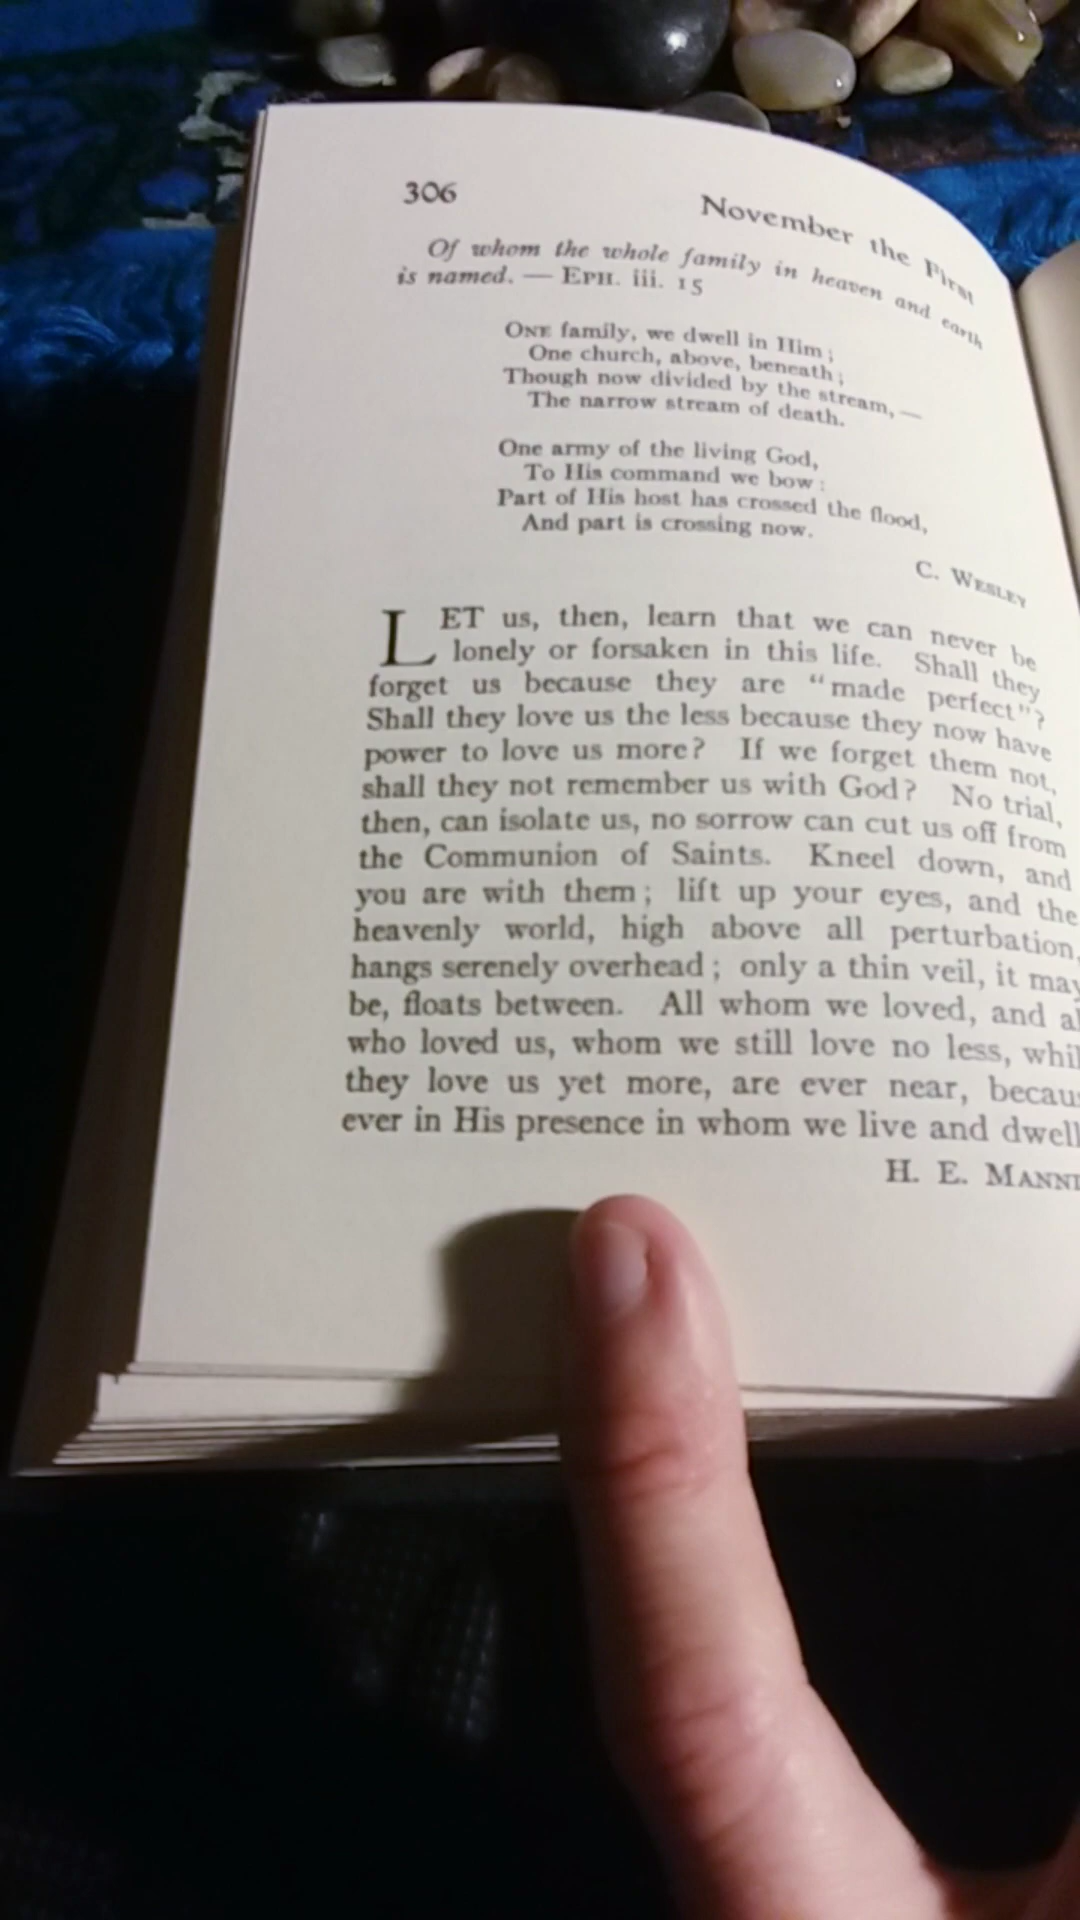 306 November the First
Of whom the whole family in heaven and earth
is named. — EPH. iii. 15
ONE family, we dwell in Him;
One church, above, beneath;
Though now divided by the stream, —
The narrow stream of death.
One army of the living God,
To His command we bow:
Part of His host has crossed the flood,
And part is crossing now.
C. WESLEY
LET us, then, learn that we can never be
lonely or forsaken in this life. Shall they
forget us because they are "made perfect"?
Shall they love us the less because they now have
power to love us more? If we forget them not,
shall they not remember us with God? No trial,
then, can isolate us, no sorrow can cut us off from
the Communion of Saints. Kneel down, and
you are with them; lift up your eyes, and the
heavenly world, high above all perturbation,
hangs serenely overhead; only a thin veil, it may
be, floats between. All whom we loved, and al
who loved us, whom we still love no less, whil
they love us yet more, are ever near, becau
ever in His presence in whom we live and dwell
H. E. MANNI